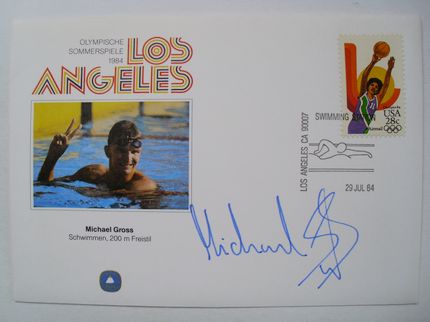 OLYMPISCHE
SOMMERSPIELE
1984
LOS
ANGELES
Michael Gross
Schwimmen, 200 m Freistil
USA
28c
SWIMMING STATION
LOS ANGELES CA 90007
29 JUL 84
Michael